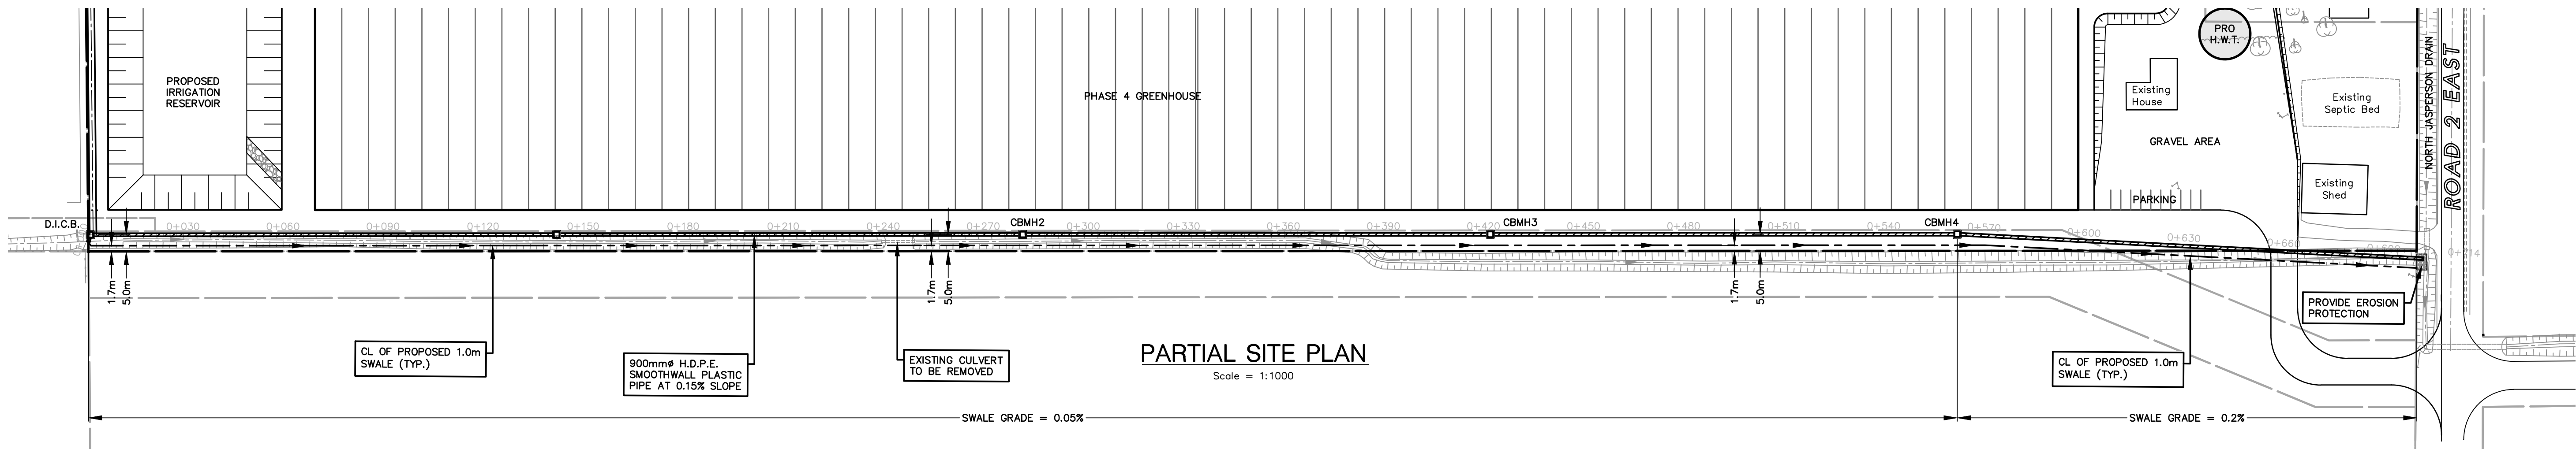 PROPOSED
IRRIGATION
RESERVOIR
PHASE 4 GREENHOUSE
PRO
H.W.T.
Existing
House
GRAVEL AREA
PARKING
Existing
Septic Bed
Existing
Shed
NORTH JASPERSON DRAIN
ROAD 2 EAST
D.I.C.B.
0+030
0+060
0+090
0+120
0+150
0+180
0+210
0+240
0+270
CBMH2
0+300
0+330
0+360
0+390
0+420
CBMH3
0+450
0+480
0+510
0+540
CBMH4
0+570
0+600
0+630
0+660
0+690
0+714
1.7m
5.0m
1.7m
5.0m
1.7m
5.0m
CL OF PROPOSED 1.0m
SWALE (TYP.)
900mmø H.D.P.E.
SMOOTHWALL PLASTIC
PIPE AT 0.15% SLOPE
EXISTING CULVERT
TO BE REMOVED
PARTIAL SITE PLAN
Scale = 1:1000
CL OF PROPOSED 1.0m
SWALE (TYP.)
PROVIDE EROSION
PROTECTION
SWALE GRADE = 0.05%
SWALE GRADE = 0.2%